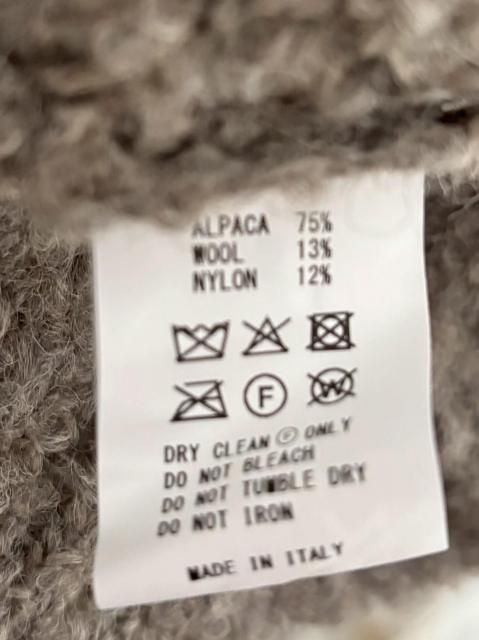 ALPACA 75%
WOOL 13%
NYLON 12%
F W
DRY CLEAN Ⓟ ONLY
DO NOT BLEACH
DO NOT TUMBLE DRY
DO NOT IRON
MADE IN ITALY